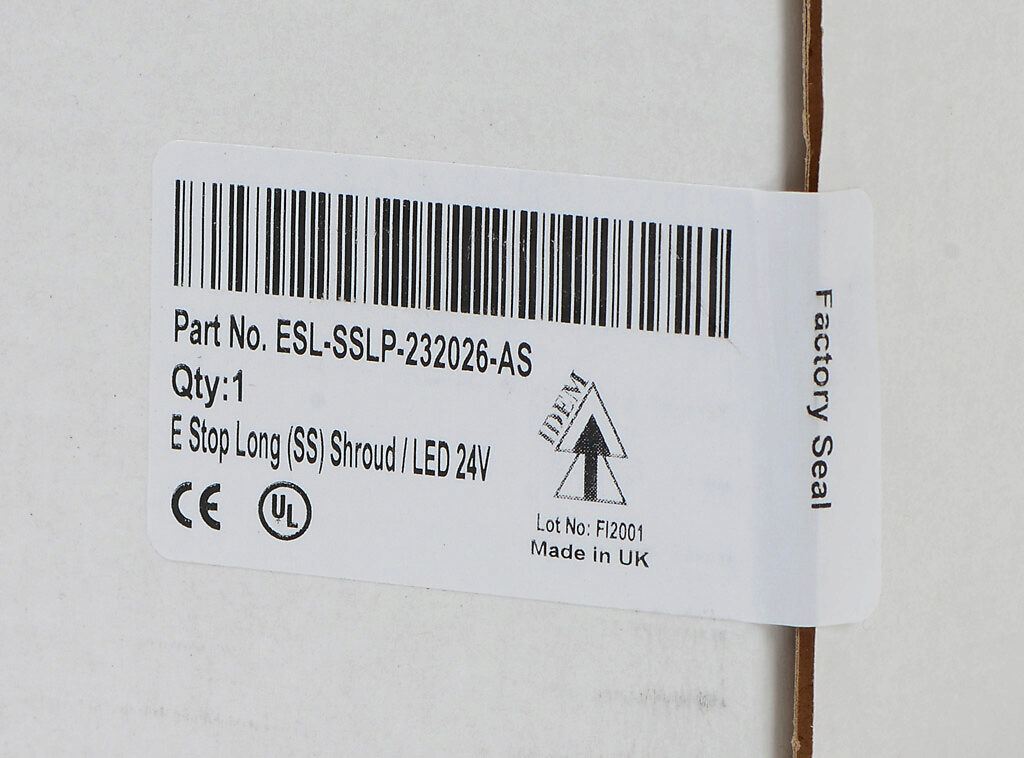 Part No. ESL-SSLP-232026-AS
Qty:1
E Stop Long (SS) Shroud / LED 24V
CE
UL
IDEM
Lot No: FI2001
Made in UK
Factory Seal